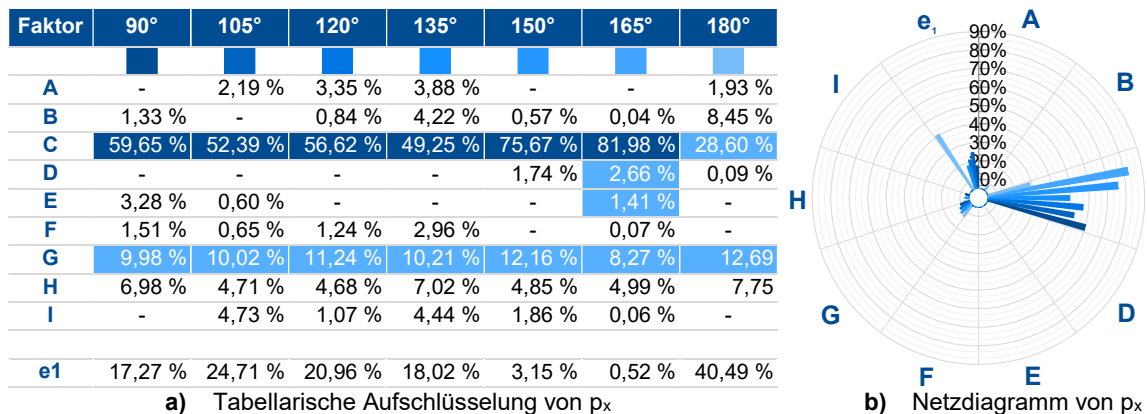 Faktor 90° 105° 120° 135° 150° 165° 180°
A - 2,19 % 3,35 % 3,88 % - - 1,93 %
B 1,33 % - 0,84 % 4,22 % 0,57 % 0,04 % 8,45 %
C 59,65 % 52,39 % 56,62 % 49,25 % 75,67 % 81,98 % 28,60 %
D - - - - 1,74 % 2,66 % 0,09 %
E 3,28 % 0,60 % - - - 1,41 % -
F 1,51 % 0,65 % 1,24 % 2,96 % - 0,07 % -
G 9,98 % 10,02 % 11,24 % 10,21 % 12,16 % 8,27 % 12,69
H 6,98 % 4,71 % 4,68 % 7,02 % 4,85 % 4,99 % 7,75
I - 4,73 % 1,07 % 4,44 % 1,86 % 0,06 % -
e1 17,27 % 24,71 % 20,96 % 18,02 % 3,15 % 0,52 % 40,49 %
a) Tabellarische Aufschlüsselung von pₓ
e₁
A
B
D
E
F
G
H
I
90%
80%
70%
60%
50%
40%
30%
20%
10%
0%
b) Netzdiagramm von pₓ